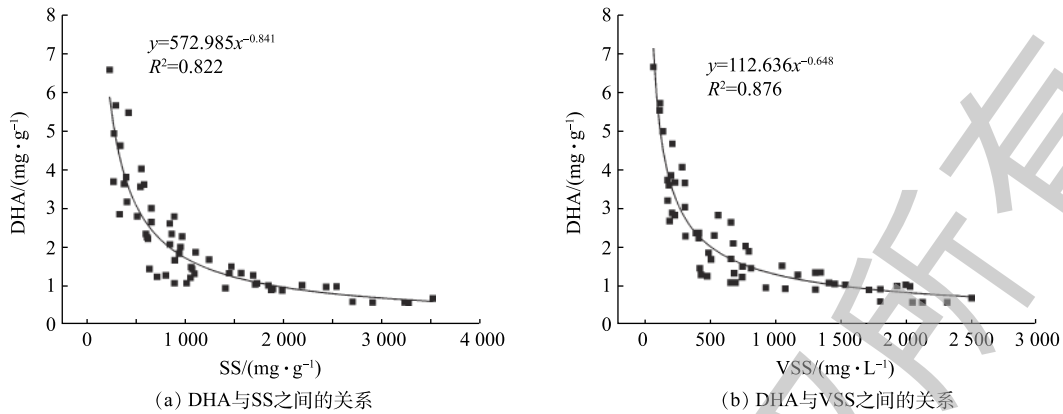 8
7
6
5
4
3
2
1
0
DHA/(mg·g⁻¹)
y=572.985x⁻⁰·⁸⁴¹
R²=0.822
0 1 000 2 000 3 000 4 000
SS/(mg·g⁻¹)
(a) DHA与SS之间的关系
8
7
6
5
4
3
2
1
0
DHA/(mg·g⁻¹)
y=112.636x⁻⁰·⁶⁴⁸
R²=0.876
0 500 1 000 1 500 2 000 2 500 3 000
VSS/(mg·L⁻¹)
(b) DHA与VSS之间的关系
所有